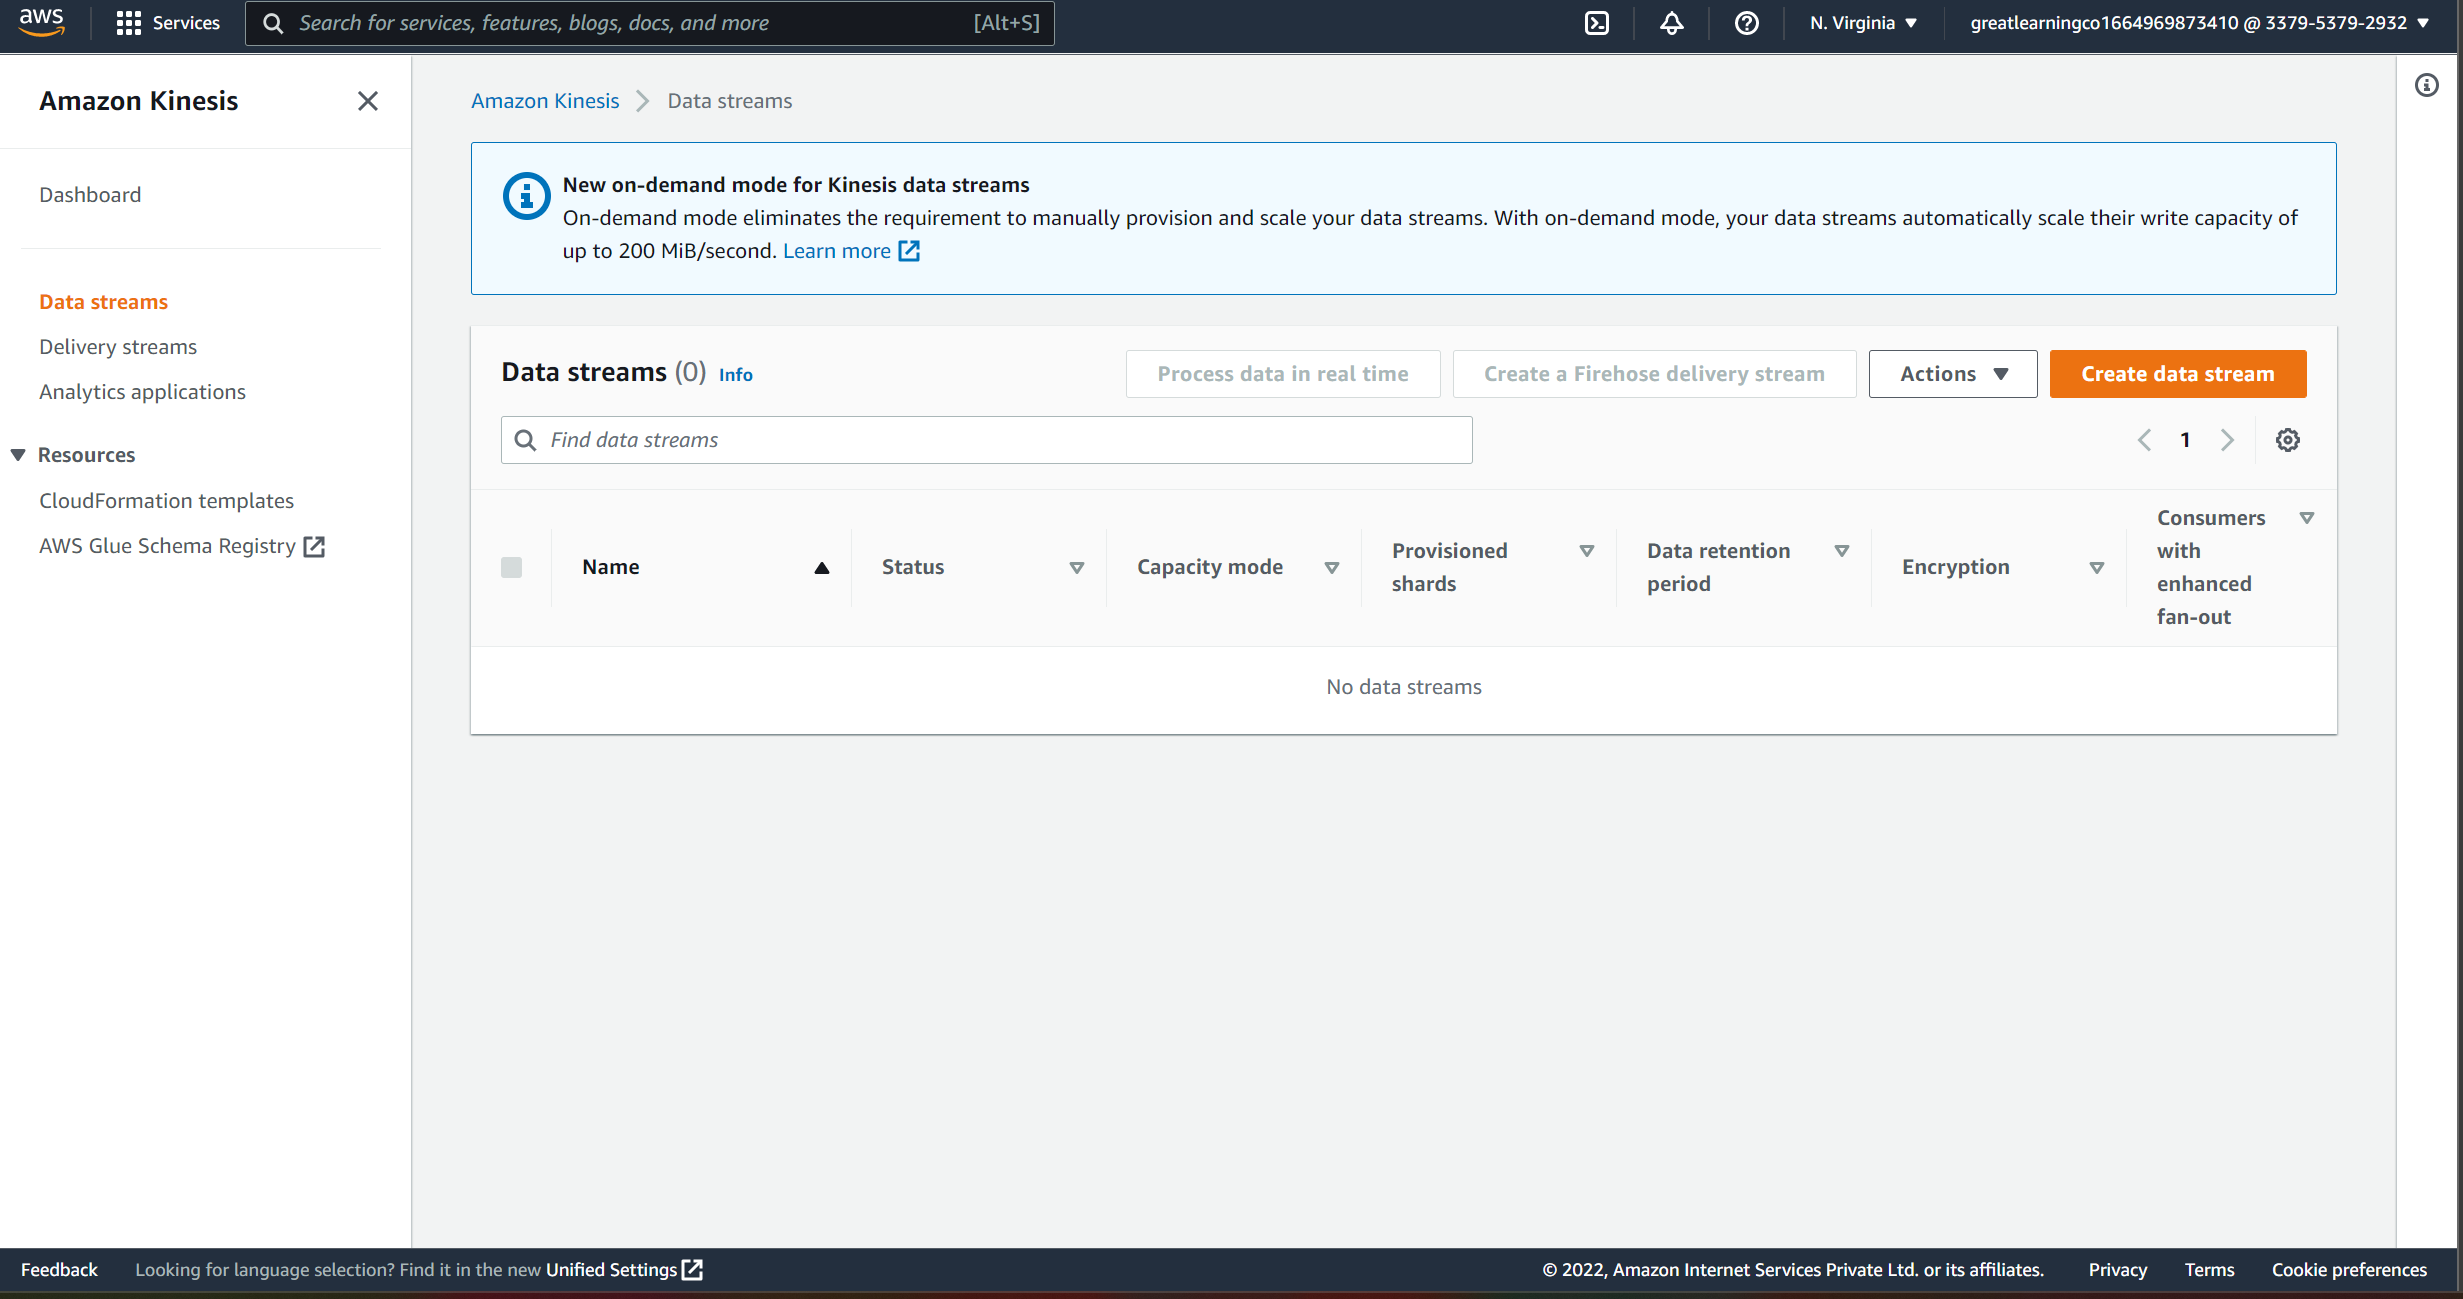 aws
Services
Search for services, features, blogs, docs, and more
[Alt+S]
N. Virginia
greatlearningco1664969873410 @ 3379-5379-2932
Amazon Kinesis
Dashboard
Data streams
Delivery streams
Analytics applications
Resources
CloudFormation templates
AWS Glue Schema Registry
Amazon Kinesis
Data streams
New on-demand mode for Kinesis data streams
On-demand mode eliminates the requirement to manually provision and scale your data streams. With on-demand mode, your data streams automatically scale their write capacity of
up to 200 MiB/second. Learn more
Data streams (0) Info
Process data in real time
Create a Firehose delivery stream
Actions
Create data stream
Find data streams
1
Name
Status
Capacity mode
Provisioned
shards
Data retention
period
Encryption
Consumers
with
enhanced
fan-out
No data streams
Feedback
Looking for language selection? Find it in the new Unified Settings
© 2022, Amazon Internet Services Private Ltd. or its affiliates.
Privacy
Terms
Cookie preferences